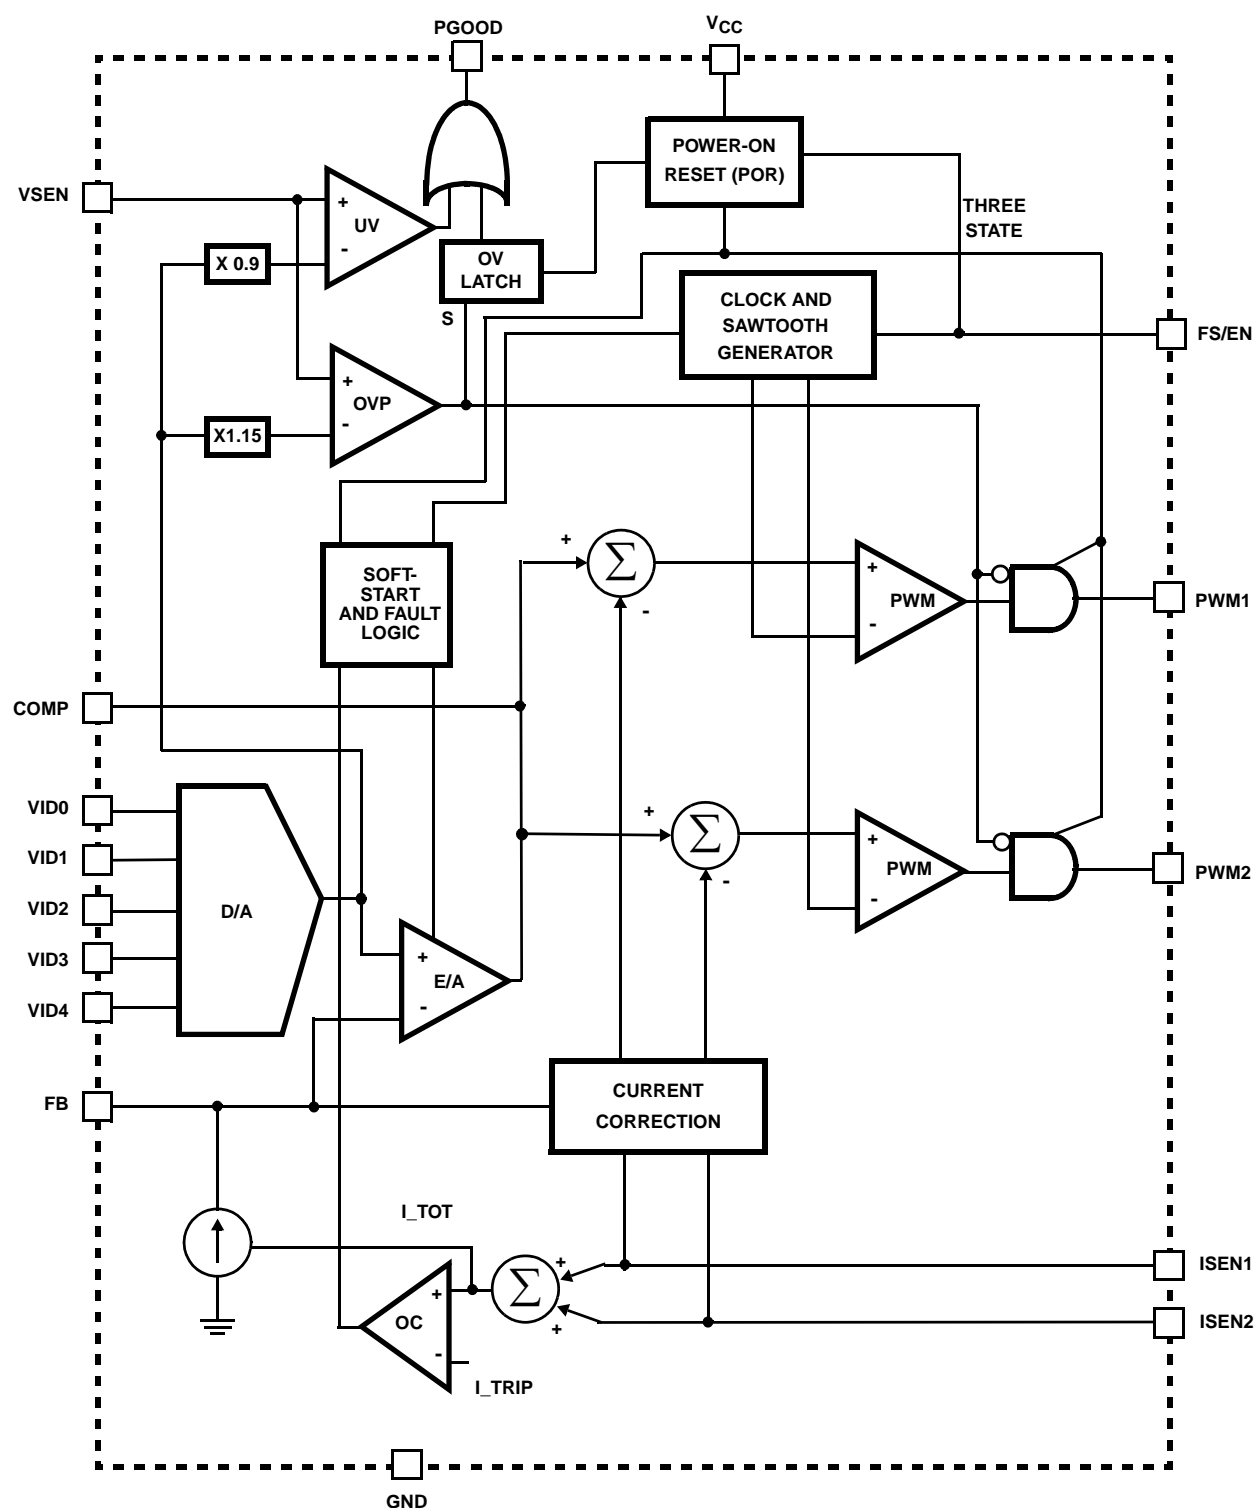 PGOOD
VCC
POWER-ON
RESET (POR)
VSEN
+
UV
-
THREE
STATE
X 0.9
OV
LATCH
S
CLOCK AND
SAWTOOTH
GENERATOR
FS/EN
+
OVP
-
X1.15
SOFT-
START
AND FAULT
LOGIC
+
Σ
-
+
PWM
-
PWM1
COMP
VID0
VID1
VID2
VID3
VID4
D/A
+
Σ
-
+
PWM
-
PWM2
+
E/A
-
FB
CURRENT
CORRECTION
I_TOT
+
Σ
+
ISEN1
ISEN2
+
OC
-
I_TRIP
GND